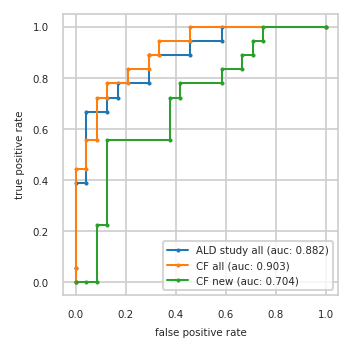 1.0
0.8
0.6
0.4
0.2
0.0
true positive rate
ALD study all (auc: 0.882)
CF all (auc: 0.903)
CF new (auc: 0.704)
0.0 0.2 0.4 0.6 0.8 1.0
false positive rate